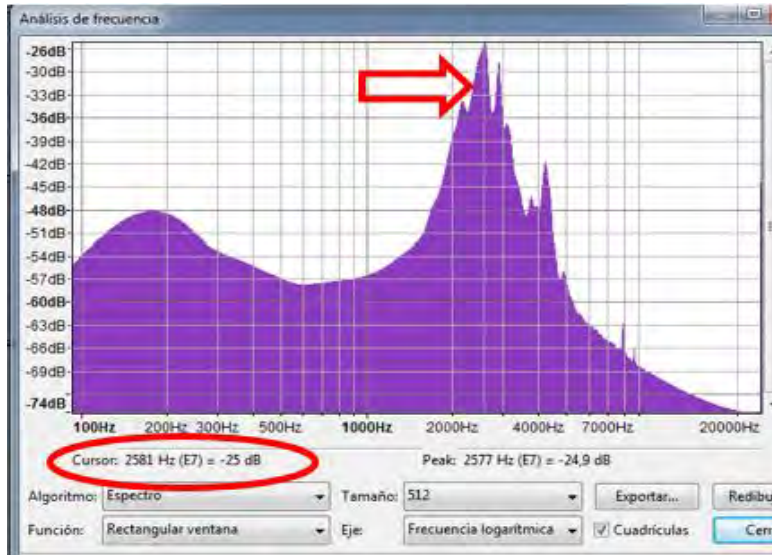 Análisis de frecuencia
-26dB
-30dB
-33dB
-36dB
-39dB
-42dB
-45dB
-48dB
-51dB
-54dB
-57dB
-60dB
-63dB
-66dB
-69dB
-74dB
100Hz 200Hz 300Hz 500Hz 1000Hz 2000Hz 4000Hz 7000Hz 20000Hz
Cursor: 2581 Hz (E7) = -25 dB Peak: 2577 Hz (E7) = -24,9 dB
Algoritmo: Espectro Tamaño: 512 Exportar... Redibu
Función: Rectangular ventana Eje: Frecuencia logarítmica Cuadrículas Cerr